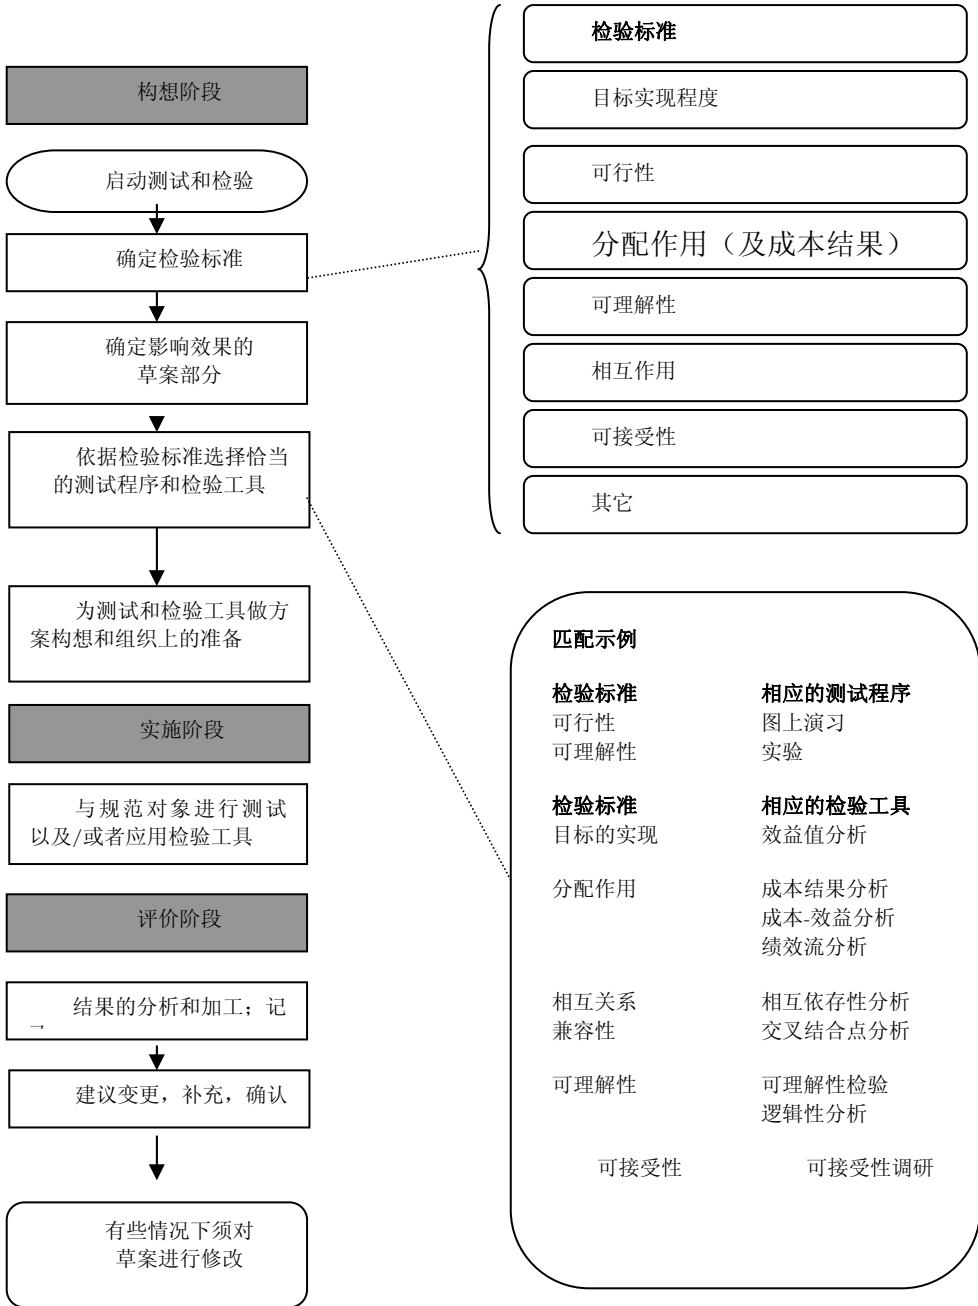 构想阶段
启动测试和检验
确定检验标准
确定影响效果的
草案部分
依据检验标准选择恰当
的测试程序和检验工具
为测试和检验工具做方
案构想和组织上的准备
实施阶段
与规范对象进行测试
以及/或者应用检验工具
评价阶段
结果的分析和加工；记
建议变更，补充，确认
有些情况下须对
草案进行修改
检验标准
目标实现程度
可行性
分配作用（及成本结果）
可理解性
相互作用
可接受性
其它
匹配示例
检验标准 相应的测试程序
可行性 图上演习
可理解性 实验
检验标准 相应的检验工具
目标的实现 效益值分析
分配作用 成本结果分析
成本-效益分析
绩效流分析
相互关系 相互依存性分析
兼容性 交叉结合点分析
可理解性 可理解性检验
逻辑性分析
可接受性 可接受性调研